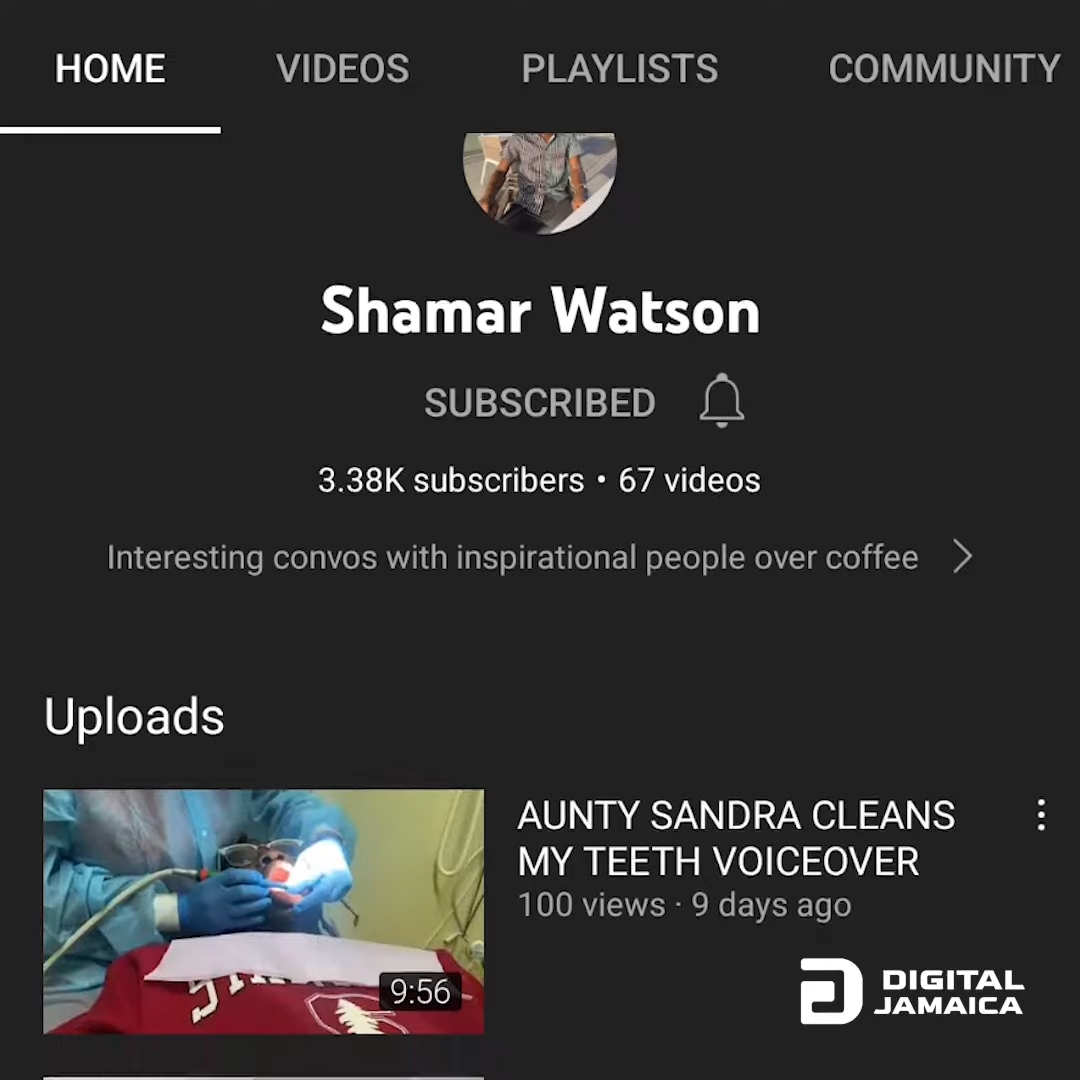 HOME VIDEOS PLAYLISTS COMMUNITY
Shamar Watson
SUBSCRIBED
3.38K subscribers • 67 videos
Interesting convos with inspirational people over coffee
Uploads
AUNTY SANDRA CLEANS
MY TEETH VOICEOVER
100 views · 9 days ago
9:56
DIGITAL
JAMAICA